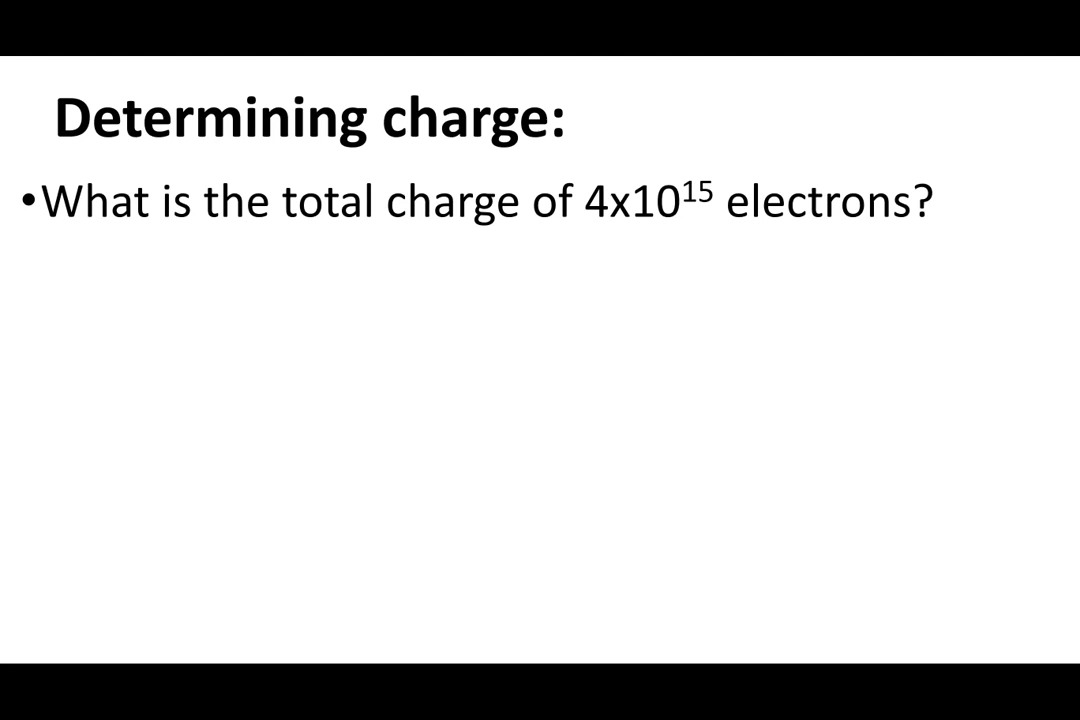 Determining charge:
•What is the total charge of 4x10¹⁵ electrons?